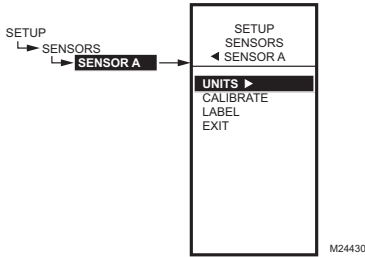 SETUP
SENSORS
SENSOR A
SETUP
SENSORS
◄ SENSOR A
UNITS ►
CALIBRATE
LABEL
EXIT
M24430